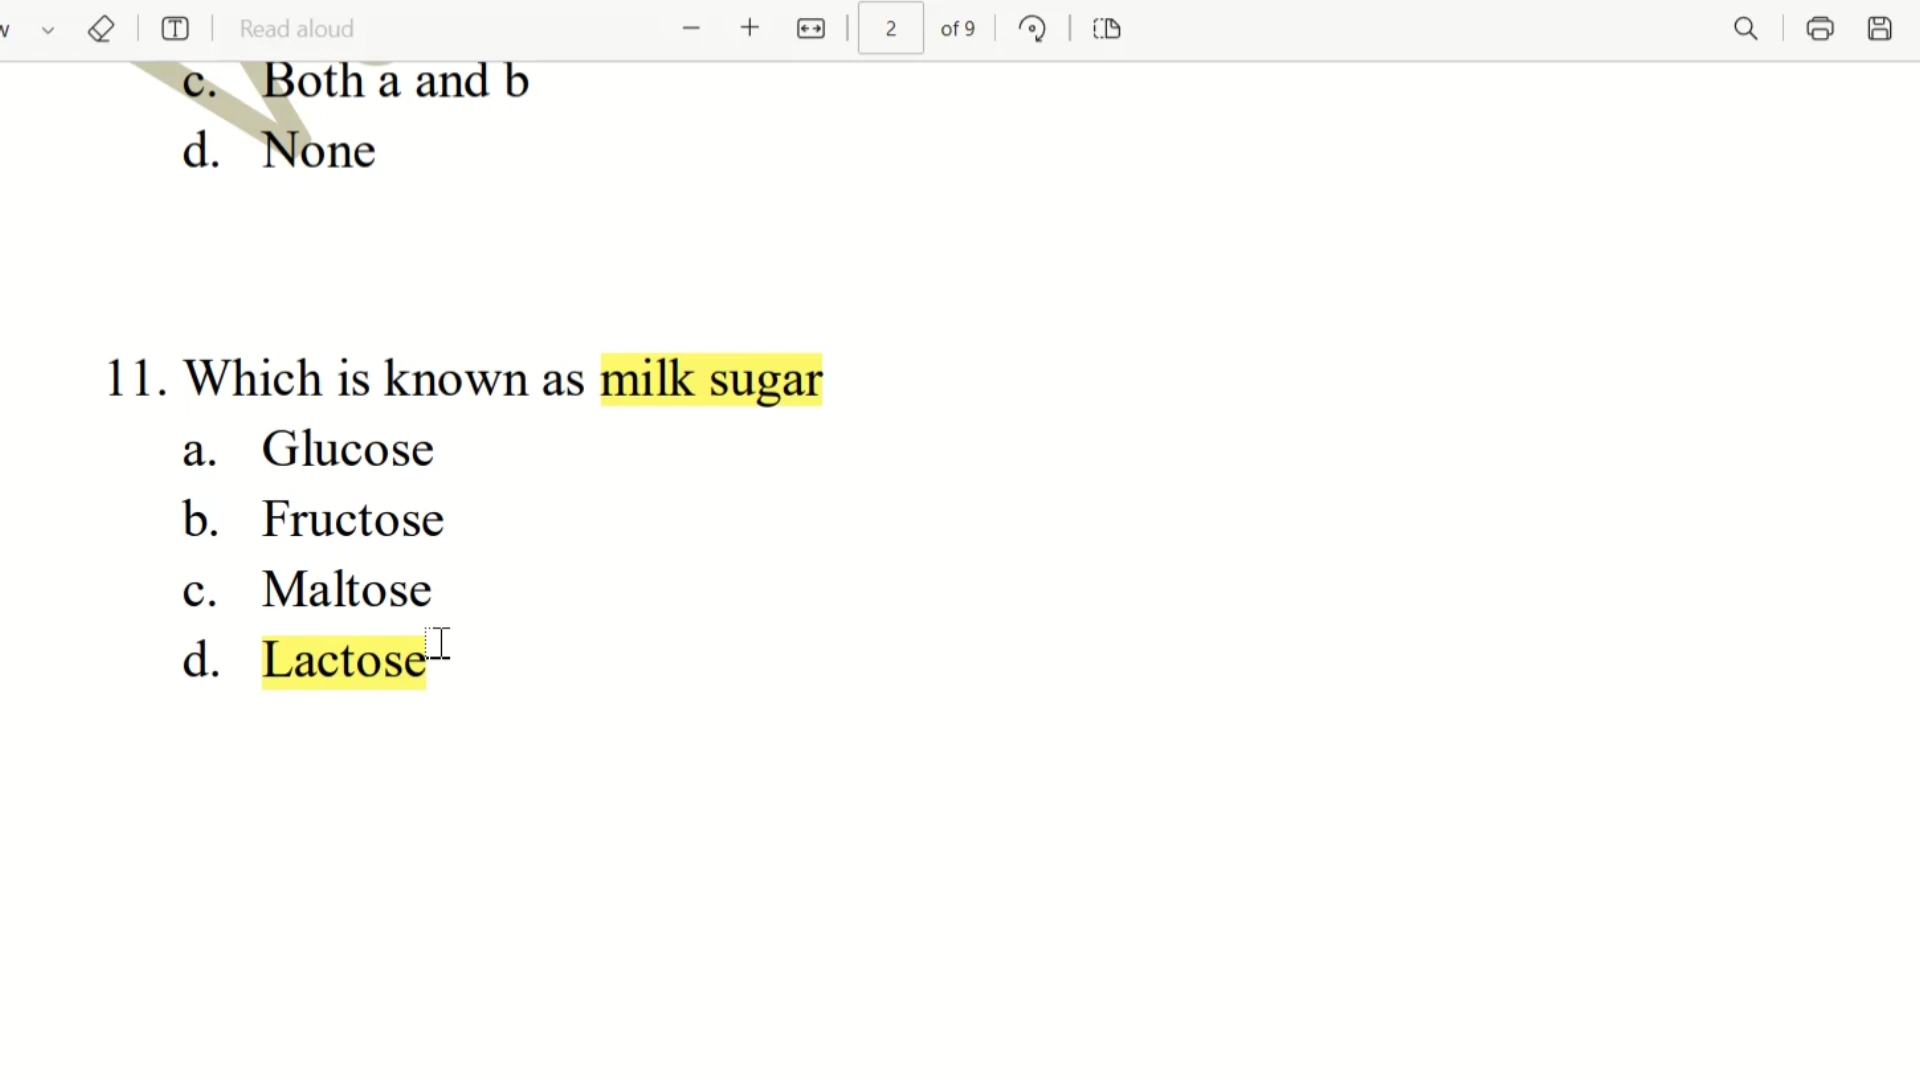 Read aloud
2 of 9
c. Both a and b
d. None
11. Which is known as milk sugar
a. Glucose
b. Fructose
c. Maltose
d. Lactose